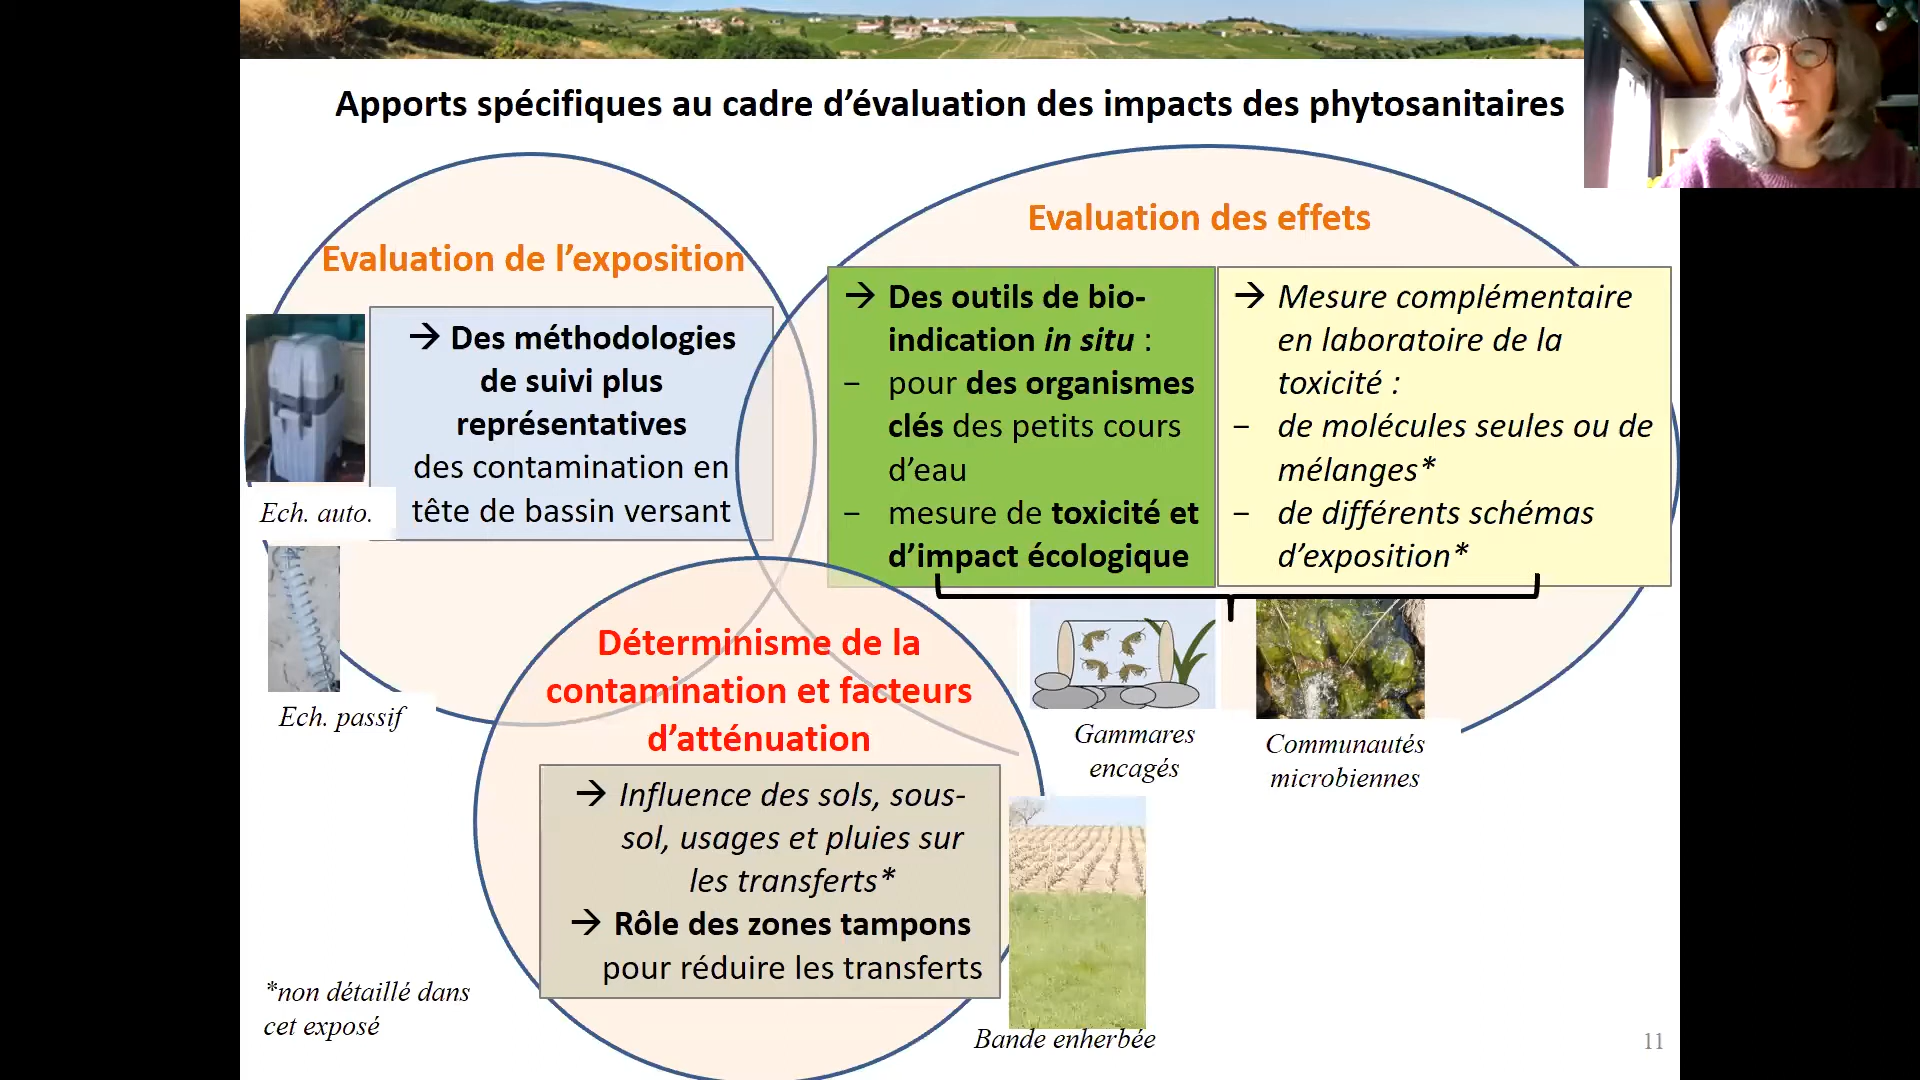 Apports spécifiques au cadre d’évaluation des impacts des phytosanitaires
Evaluation de l’exposition
→ Des méthodologies
de suivi plus
représentatives
des contamination en
tête de bassin versant
Ech. auto.
Ech. passif
Evaluation des effets
→ Des outils de bio-
indication in situ :
− pour des organismes
clés des petits cours
d’eau
− mesure de toxicité et
d’impact écologique
→ Mesure complémentaire
en laboratoire de la
toxicité :
− de molécules seules ou de
mélanges*
− de différents schémas
d’exposition*
Gammares
encagés
Communautés
microbiennes
Déterminisme de la
contamination et facteurs
d’atténuation
→ Influence des sols, sous-
sol, usages et pluies sur
les transferts*
→ Rôle des zones tampons
pour réduire les transferts
Bande enherbée
*non détaillé dans
cet exposé
11